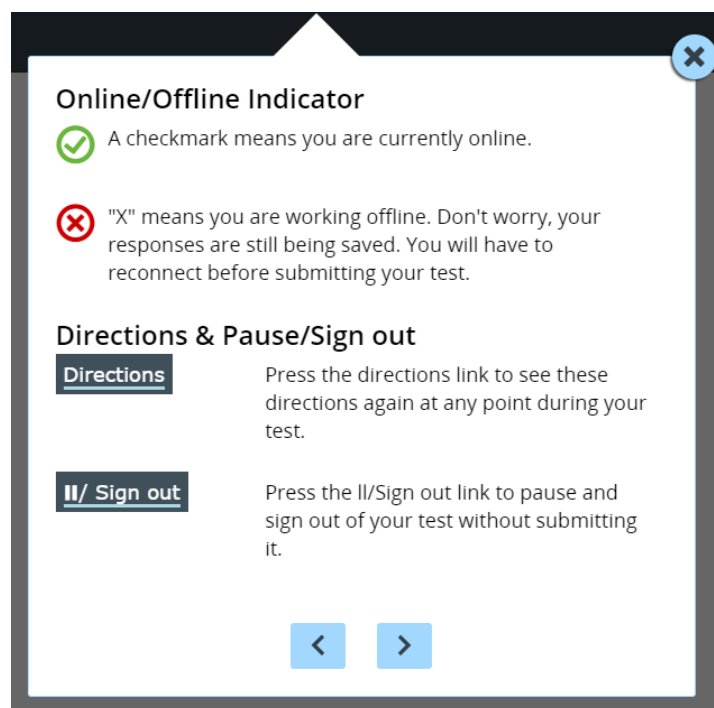 Online/Offline Indicator
A checkmark means you are currently online.
"X" means you are working offline. Don't worry, your
responses are still being saved. You will have to
reconnect before submitting your test.
Directions & Pause/Sign out
Directions
Press the directions link to see these
directions again at any point during your
test.
II/ Sign out
Press the ll/Sign out link to pause and
sign out of your test without submitting
it.